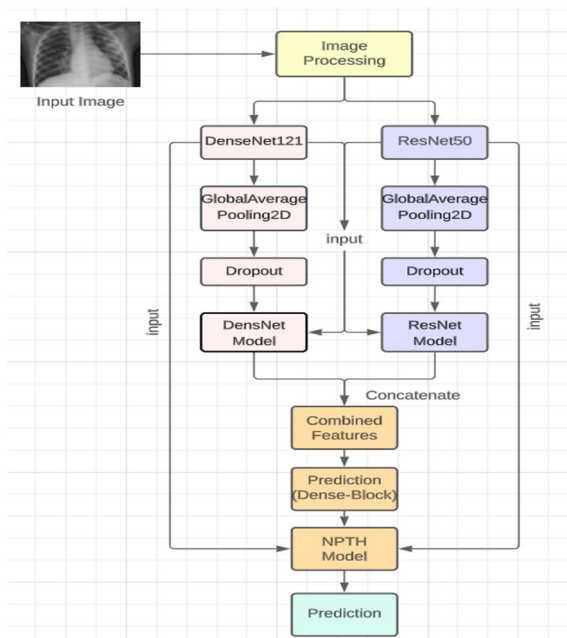 Image
Processing
Input Image
DenseNet121
ResNet50
GlobalAverage
Pooling2D
GlobalAverage
Pooling2D
input
Dropout
Dropout
input
input
DensNet
Model
ResNet
Model
Concatenate
Combined
Features
Prediction
(Dense-Block)
NPTH
Model
Prediction